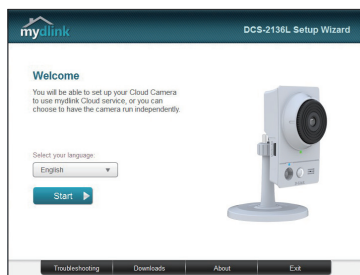 mydlink
DCS-2136L Setup Wizard
Welcome
You will be able to set up your Cloud Camera
to use mydlink Cloud service, or you can
choose to have the camera run independently.
Select your language:
English
Start
Troubleshooting Downloads About Exit